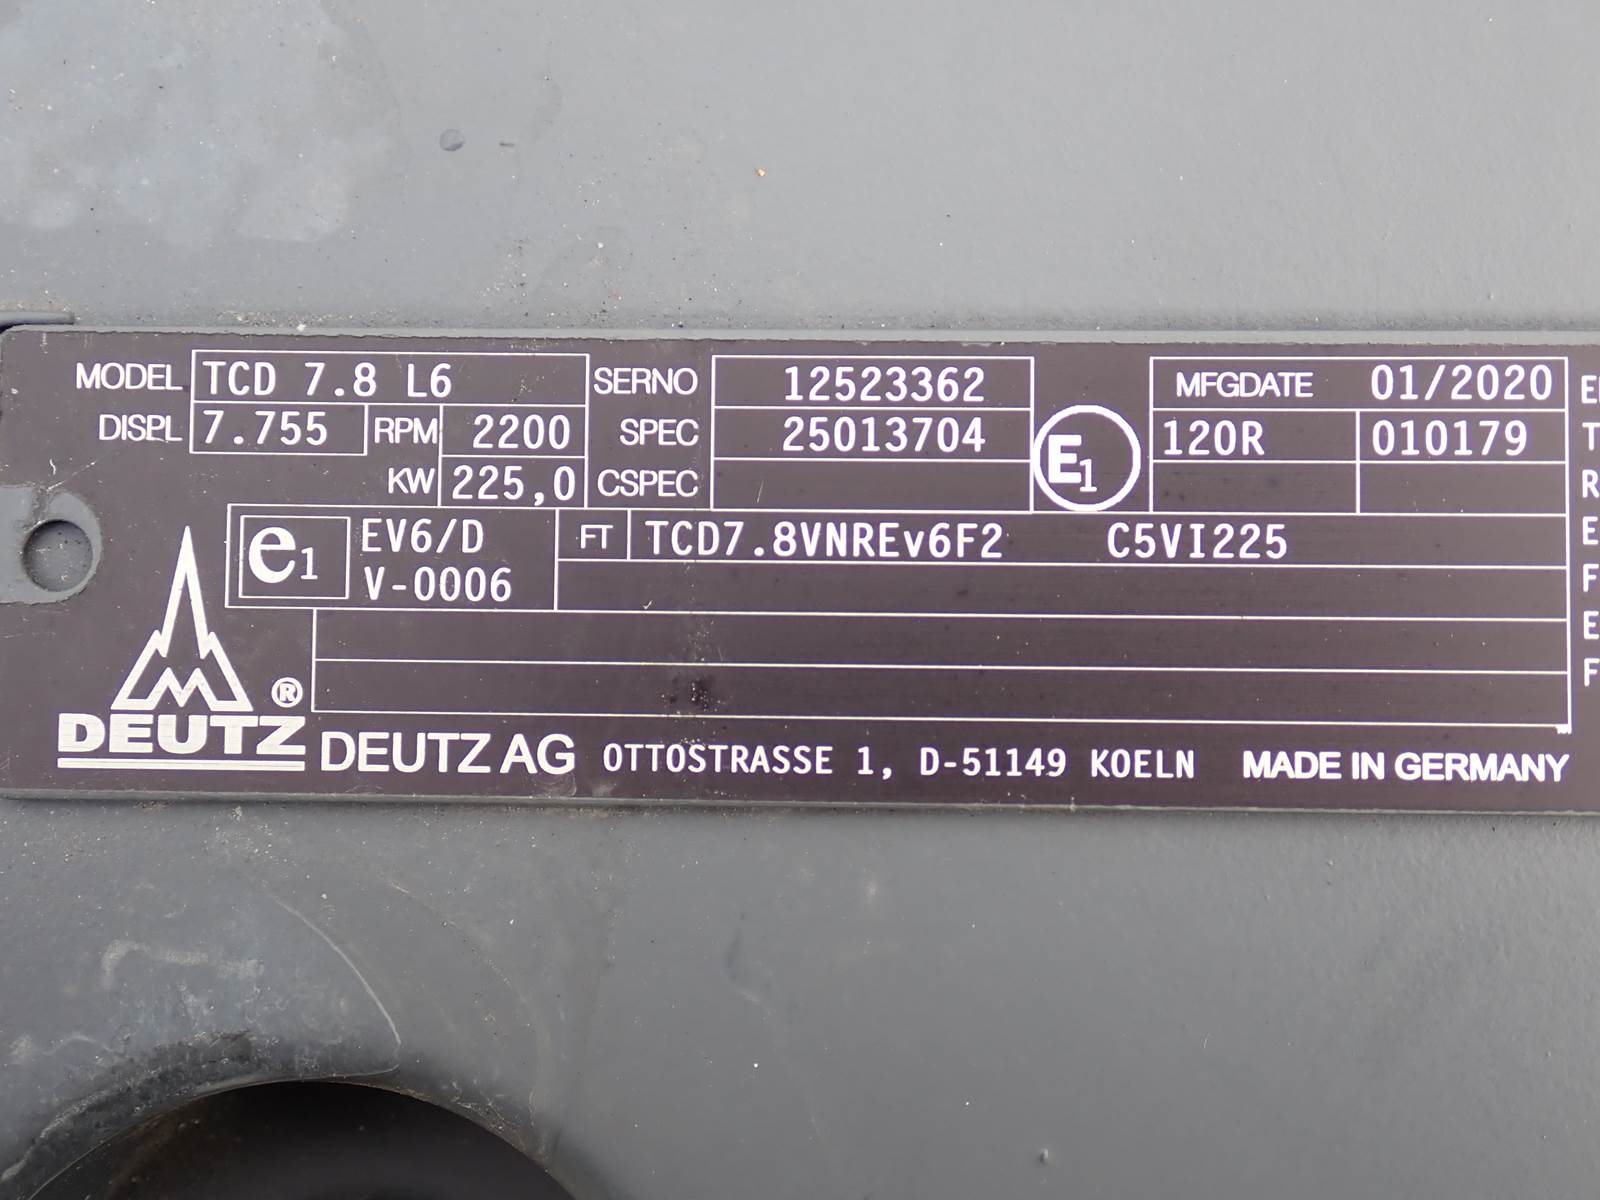 MODEL TCD 7.8 L6 SERNO 12523362 MFGDATE 01/2020
DISPL 7.755 RPM 2200 SPEC 25013704 E1 120R 010179
KW 225,0 CSPEC
e1 EV6/D FT TCD7.8VNREv6F2 C5VI225
V-0006
DEUTZ ®
DEUTZ AG OTTOSTRASSE 1, D-51149 KOELN MADE IN GERMANY